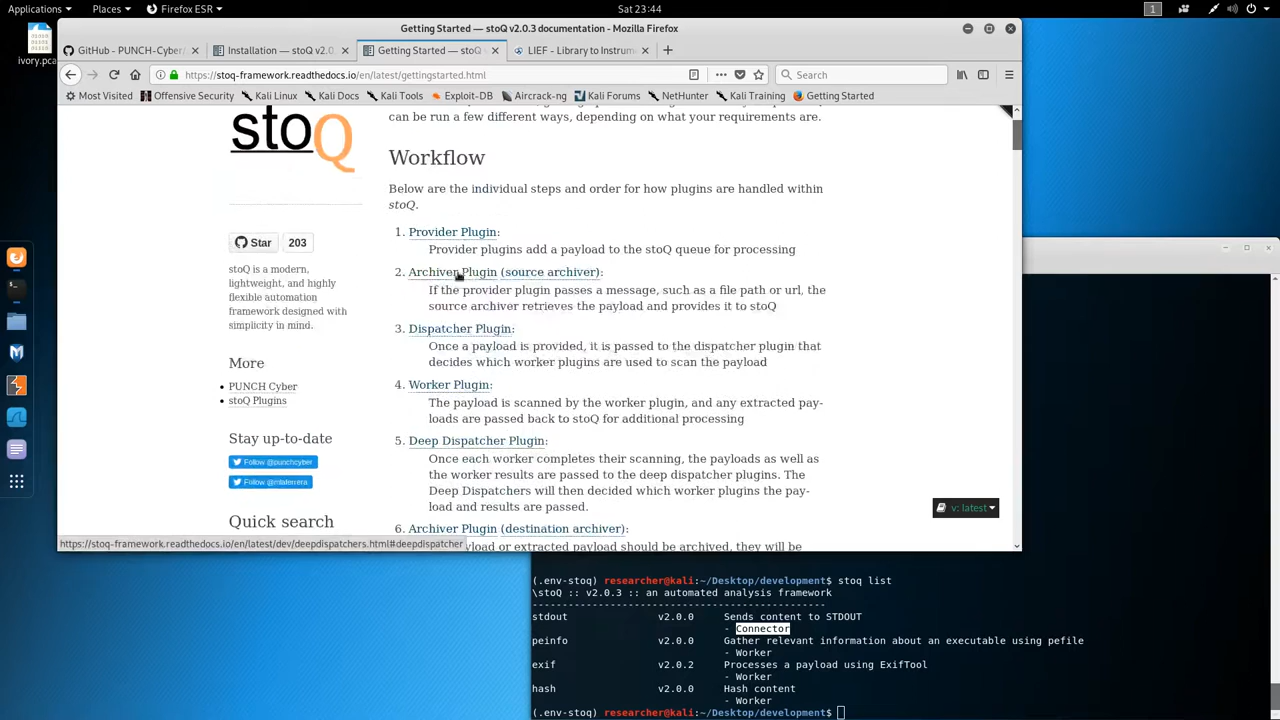 Applications
Places
Firefox ESR
Sat 23:44
1
ivory.pca
Getting Started — stoQ v2.0.3 documentation - Mozilla Firefox
GitHub - PUNCH-Cyber/
Installation — stoQ v2.0.
Getting Started — stoQ
LIEF - Library to Instrum
https://stoq-framework.readthedocs.io/en/latest/gettingstarted.html
Search
Most Visited
Offensive Security
Kali Linux
Kali Docs
Kali Tools
Exploit-DB
Aircrack-ng
Kali Forums
NetHunter
Kali Training
Getting Started
stoQ
Star
203
stoQ is a modern,
lightweight, and highly
flexible automation
framework designed with
simplicity in mind.
More
PUNCH Cyber
stoQ Plugins
Stay up-to-date
Follow @punchcyber
Follow @mlaferrera
Quick search
can be run a few different ways, depending on what your requirements are.
Workflow
Below are the individual steps and order for how plugins are handled within
stoQ.
1. Provider Plugin:
Provider plugins add a payload to the stoQ queue for processing
2. Archiver Plugin (source archiver):
If the provider plugin passes a message, such as a file path or url, the
source archiver retrieves the payload and provides it to stoQ
3. Dispatcher Plugin:
Once a payload is provided, it is passed to the dispatcher plugin that
decides which worker plugins are used to scan the payload
4. Worker Plugin:
The payload is scanned by the worker plugin, and any extracted pay-
loads are passed back to stoQ for additional processing
5. Deep Dispatcher Plugin:
Once each worker completes their scanning, the payloads as well as
the worker results are passed to the deep dispatcher plugins. The
Deep Dispatchers will then decided which worker plugins the pay-
load and results are passed.
6. Archiver Plugin (destination archiver):
ayload or extracted payload should be archived, they will be
v: latest
https://stoq-framework.readthedocs.io/en/latest/dev/deepdispatchers.html#deepdispatcher
(.env-stoq) researcher@kali:~/Desktop/development$ stoq list
\stoQ :: v2.0.3 :: an automated analysis framework
-------------------------------------------------
stdout v2.0.0 Sends content to STDOUT
- Connector
peinfo v2.0.0 Gather relevant information about an executable using pefile
- Worker
exif v2.0.2 Processes a payload using ExifTool
- Worker
hash v2.0.0 Hash content
- Worker
(.env-stoq) researcher@kali:~/Desktop/development$